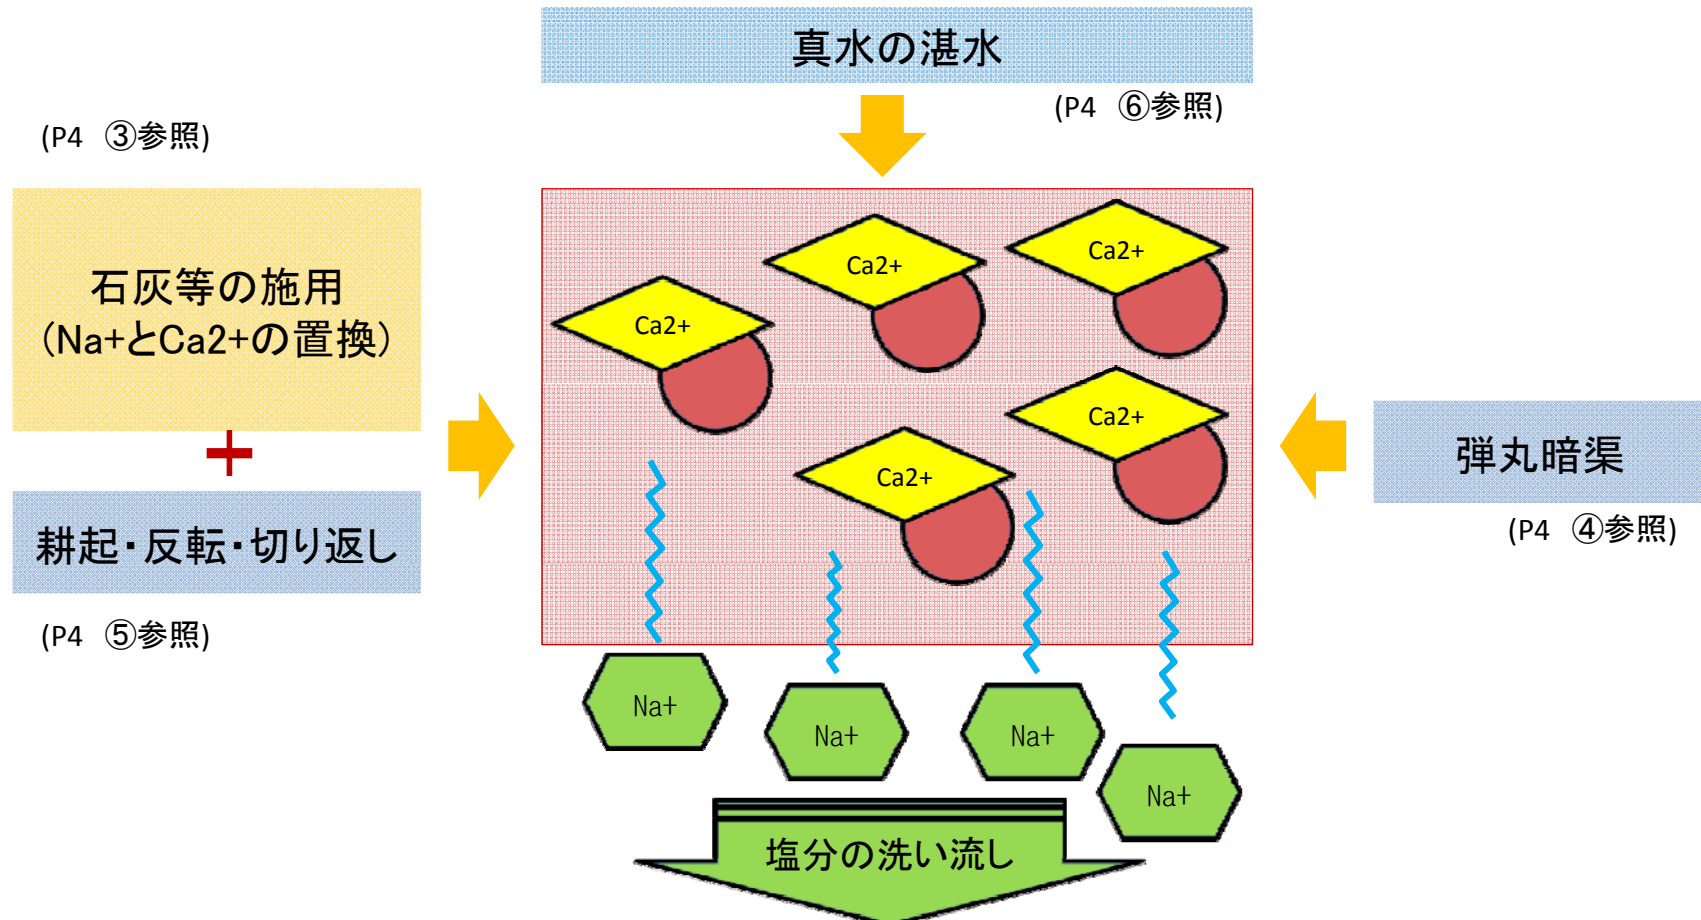 真水の湛水
(P4 ⑥参照)
(P4 ③参照)
石灰等の施用
(Na+とCa2+の置換)
+
耕起・反転・切り返し
(P4 ⑤参照)
Ca2+
Ca2+
Ca2+
Ca2+
Ca2+
弾丸暗渠
(P4 ④参照)
Na+
Na+
Na+
Na+
塩分の洗い流し